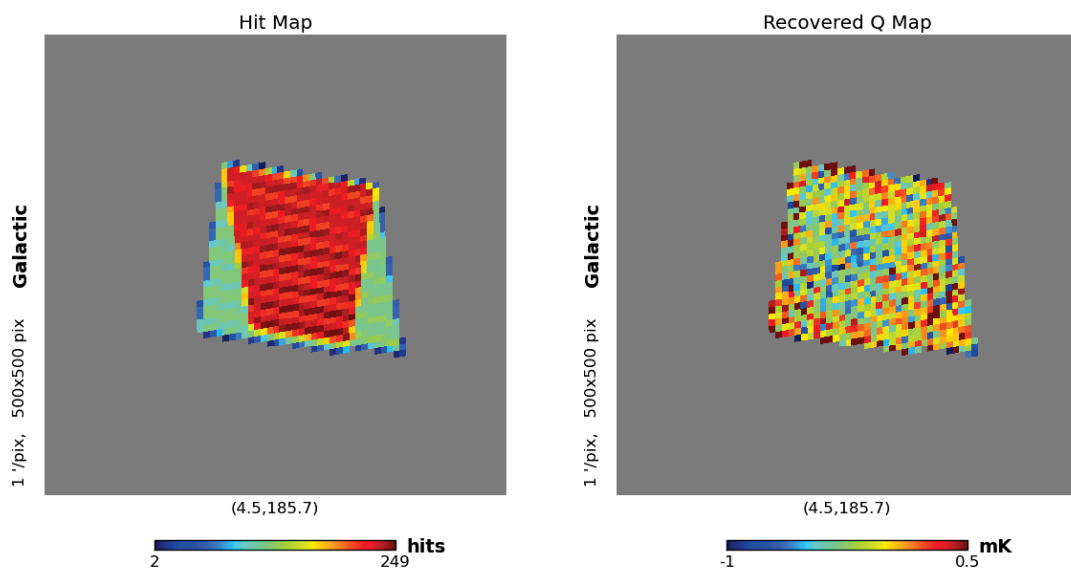 Hit Map
Galactic
1 '/pix, 500x500 pix
(4.5,185.7)
2
249
hits
Recovered Q Map
Galactic
1 '/pix, 500x500 pix
(4.5,185.7)
-1
0.5
mK